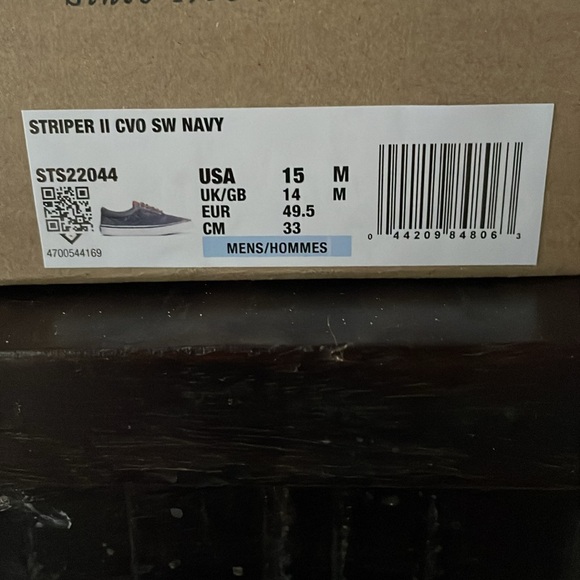 STRIPER II CVO SW NAVY
STS22044
USA 15 M
UK/GB 14 M
EUR 49.5
CM 33
MENS/HOMMES
4700544169
0 44209 84806 3